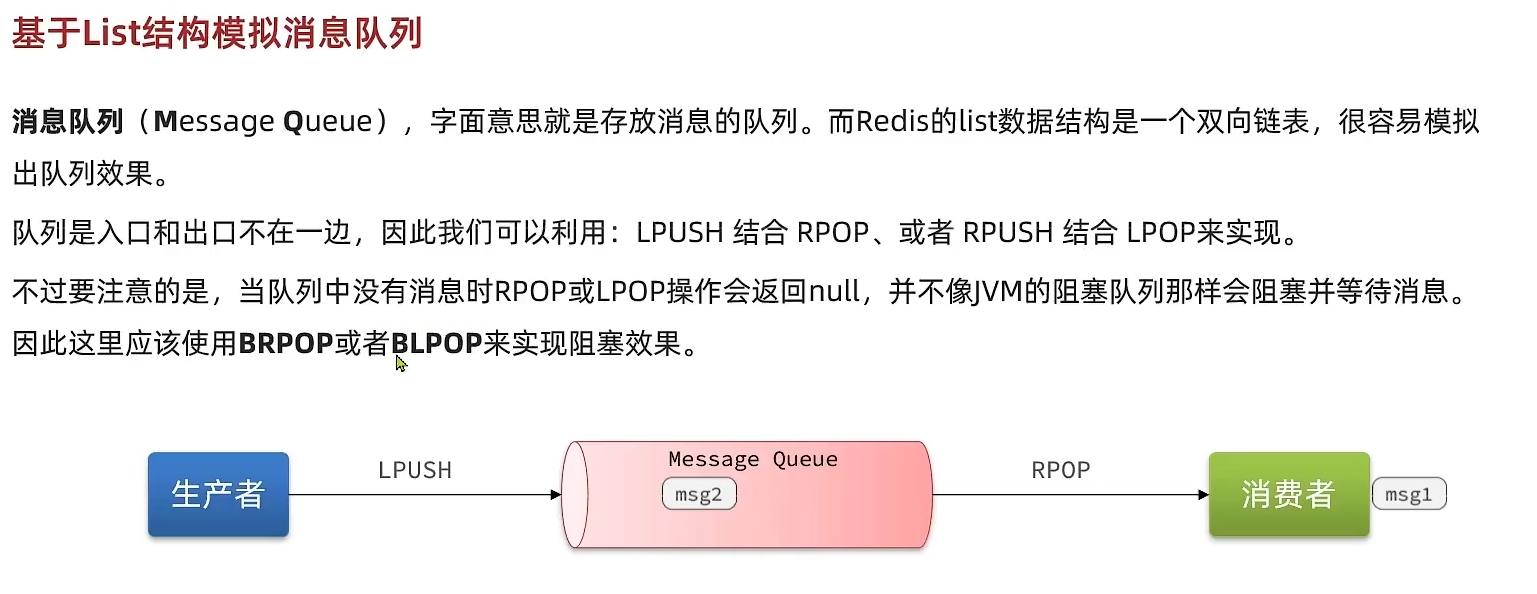 基于List结构模拟消息队列
消息队列（Message Queue），字面意思就是存放消息的队列。而Redis的list数据结构是一个双向链表，很容易模拟
出队列效果。
队列是入口和出口不在一边，因此我们可以利用：LPUSH 结合 RPOP、或者 RPUSH 结合 LPOP来实现。
不过要注意的是，当队列中没有消息时RPOP或LPOP操作会返回null，并不像JVM的阻塞队列那样会阻塞并等待消息。
因此这里应该使用BRPOP或者BLPOP来实现阻塞效果。
生产者
LPUSH
Message Queue
msg2
RPOP
消费者
msg1